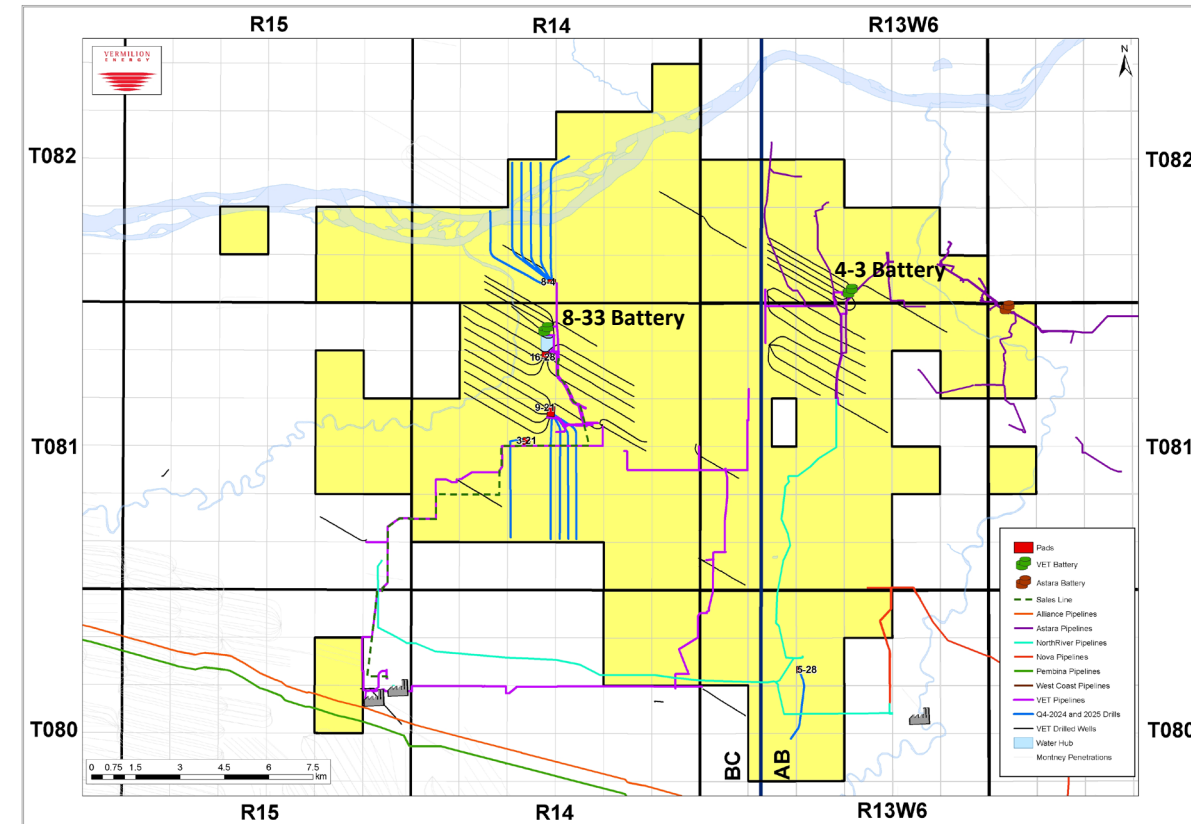 R15 R14 R13W6
VERMILION
ENERGY
N
T082 T082
4-3 Battery
8-4
8-33 Battery
16-28
9-21
3-21
T081 T081
Pads
VET Battery
Astara Battery
Sales Line
Alliance Pipelines
Astara Pipelines
NorthRiver Pipelines
Nova Pipelines
Pembina Pipelines
West Coast Pipelines
VET Pipelines
Q4-2024 and 2025 Drills
VET Drilled Wells
Water Hub
Montney Penetrations
5-28
T080 T080
BC AB
0 0.75 1.5 3 4.5 6 7.5
km
R15 R14 R13W6